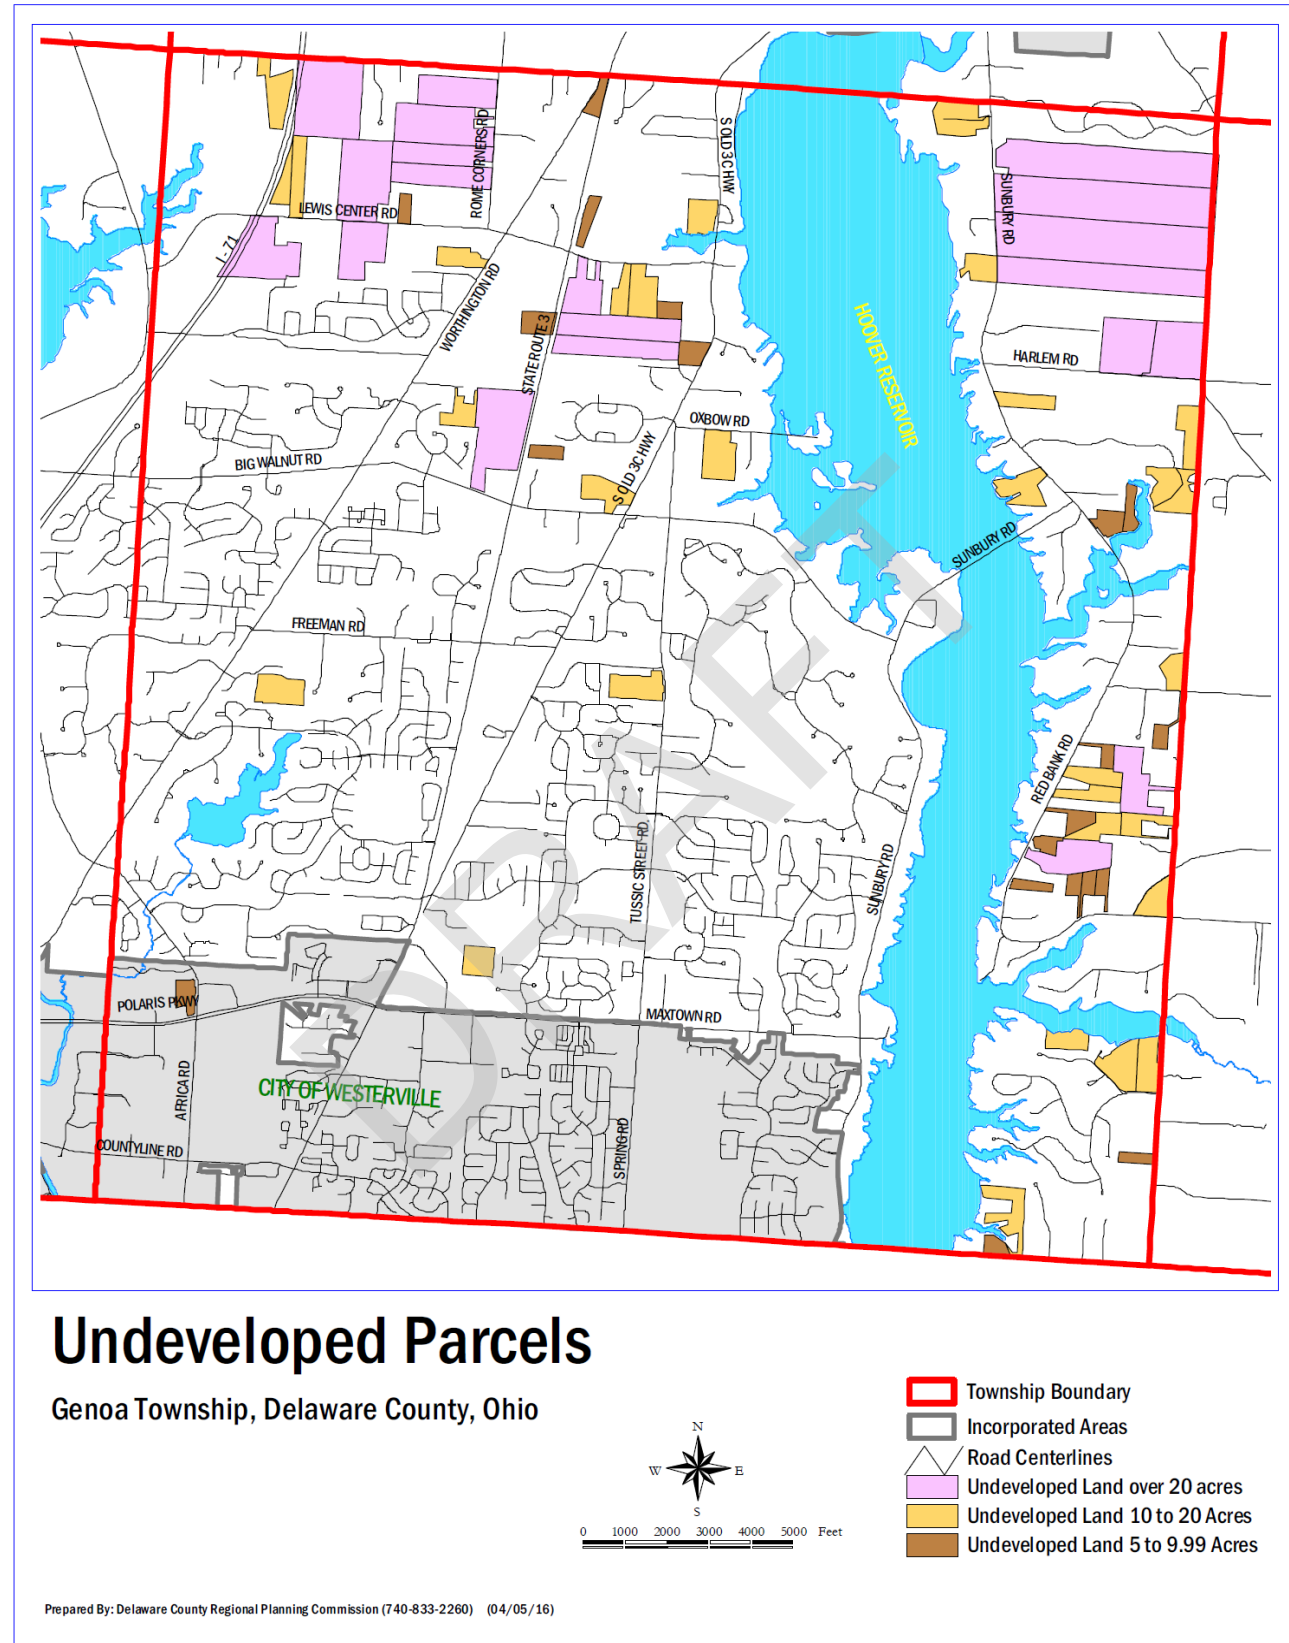 S OLD 3C HWY
ROME CORNERS RD
SUNBURY RD
LEWIS CENTER RD
I - 71
WORTHINGTON RD
STATE ROUTE 3
HOOVER RESERVOIR
HARLEM RD
OXBOW RD
S OLD 3C HWY
BIG WALNUT RD
SUNBURY RD
FREEMAN RD
RED BANK RD
TUSSIC STREET RD.
SUNBURY RD
DRAFT
POLARIS PKWY
MAXTOWN RD
AFRICA RD
CITY OF WESTERVILLE
SPRING RD
COUNTYLINE RD
Undeveloped Parcels
Genoa Township, Delaware County, Ohio
N
W E
S
0 1000 2000 3000 4000 5000 Feet
Township Boundary
Incorporated Areas
Road Centerlines
Undeveloped Land over 20 acres
Undeveloped Land 10 to 20 Acres
Undeveloped Land 5 to 9.99 Acres
Prepared By: Delaware County Regional Planning Commission (740-833-2260) (04/05/16)